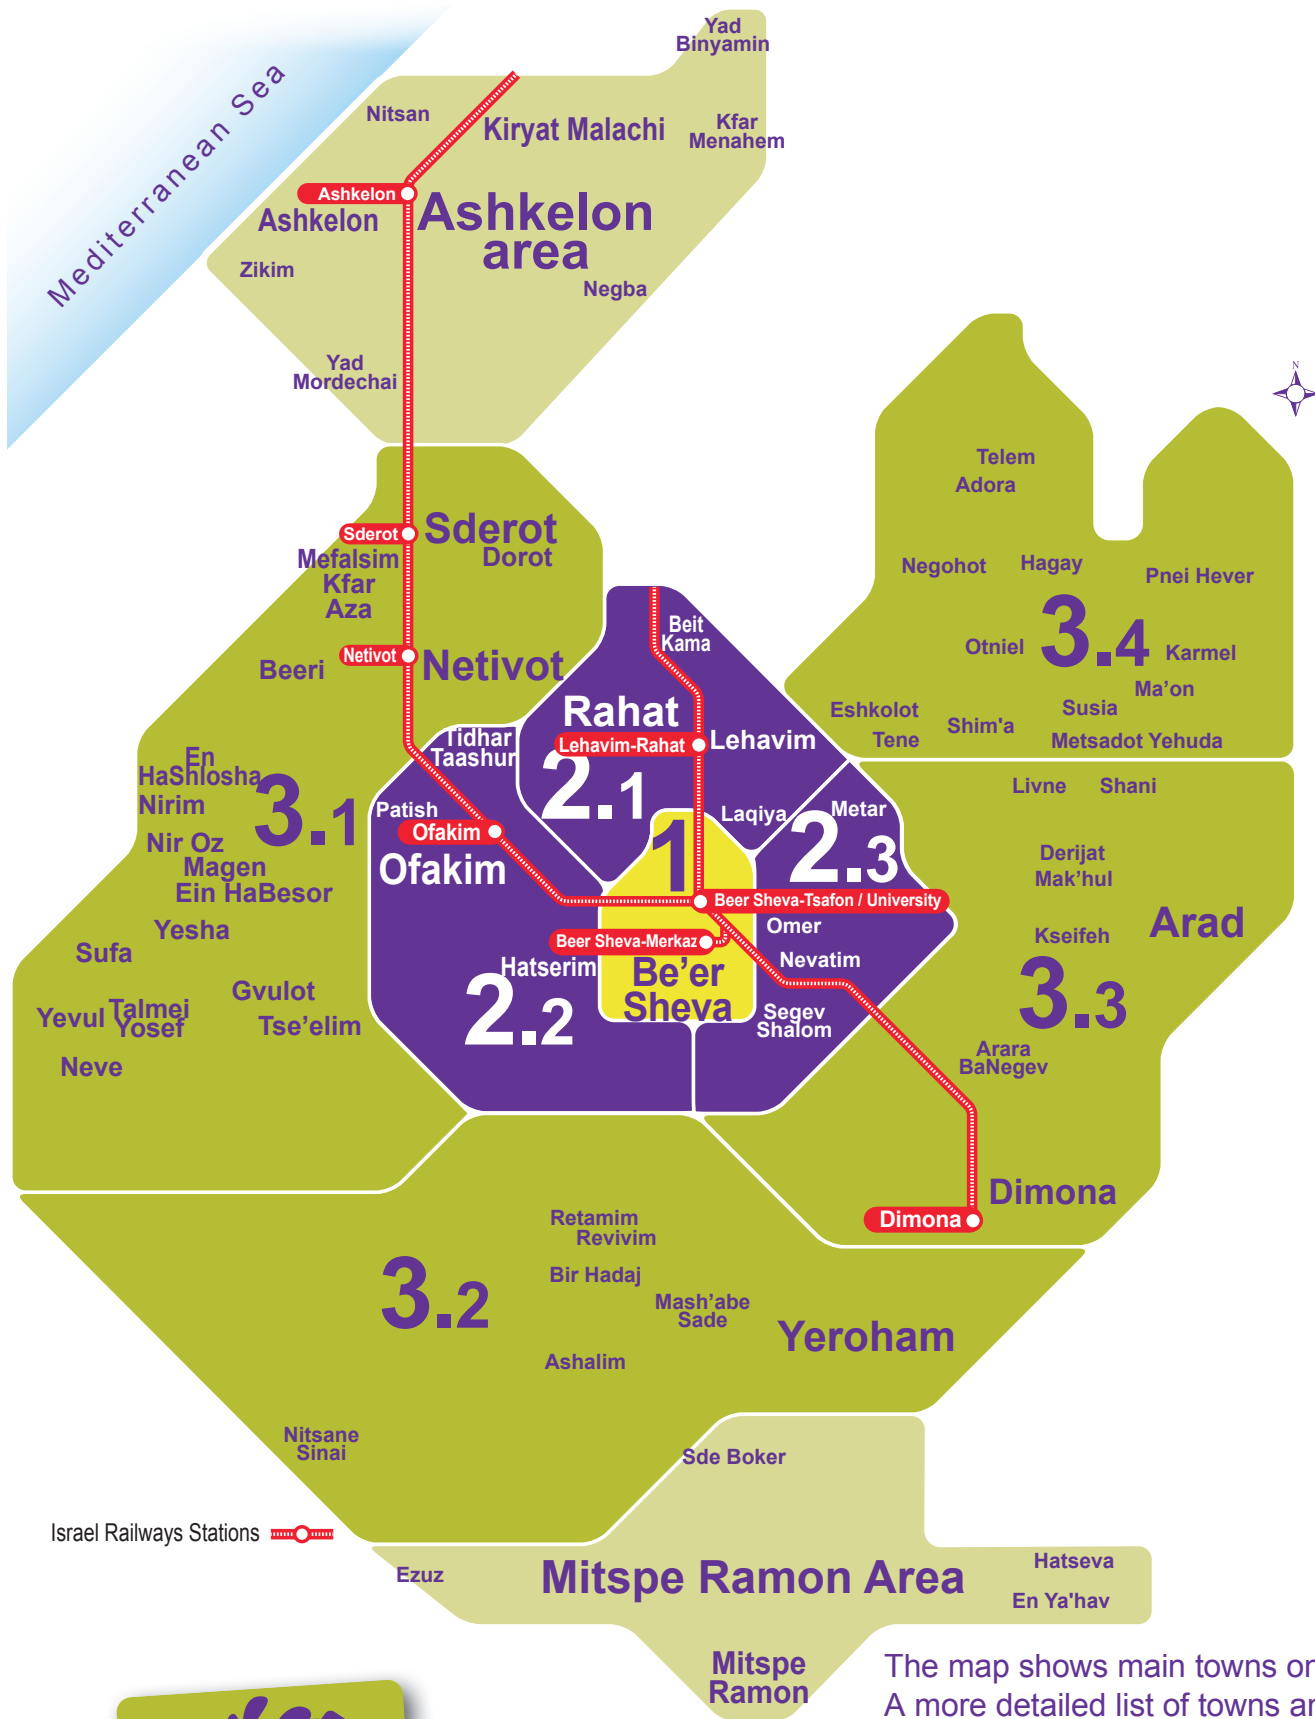 Yad
Binyamin
Mediterranean Sea
Nitsan
Kiryat Malachi
Kfar
Menahem
Ashkelon
Ashkelon
Ashkelon
area
Zikim
Negba
Yad
Mordechai
N
Telem
Adora
Sderot
Sderot
Dorot
Mefalsim
Kfar
Aza
Negohot
Hagay
Pnei Hever
3.4
Beit
Kama
Otniel
Karmel
Netivot
Netivot
Beeri
Ma’on
Susia
Rahat
Eshkolot
Shim'a
Tene
Metsadot Yehuda
Tidhar
Taashur
Lehavim-Rahat
Lehavim
2.1
En
HaShlosha
Nirim
3.1
Livne
Shani
Patish
Laqiya
Metar
2.3
Ofakim
Ofakim
1
Nir Oz
Magen
Ein HaBesor
Derijat
Mak’hul
Beer Sheva-Tsafon / University
Arad
Yesha
Omer
Kseifeh
Sufa
Beer Sheva-Merkaz
Hatserim
Nevatim
Be’er
Sheva
2.2
3.3
Gvulot
Yevul
Talmei
Yosef
Tse’elim
Segev
Shalom
Neve
Arara
BaNegev
Dimona
Dimona
Retamim
Revivim
3.2
Bir Hadaj
Mash’abe
Sade
Yeroham
Ashalim
Nitsane
Sinai
Sde Boker
Israel Railways Stations
Ezuz
Mitspe Ramon Area
Hatseva
En Ya'hav
Mitspe
Ramon
The map shows main towns on
A more detailed list of towns ar